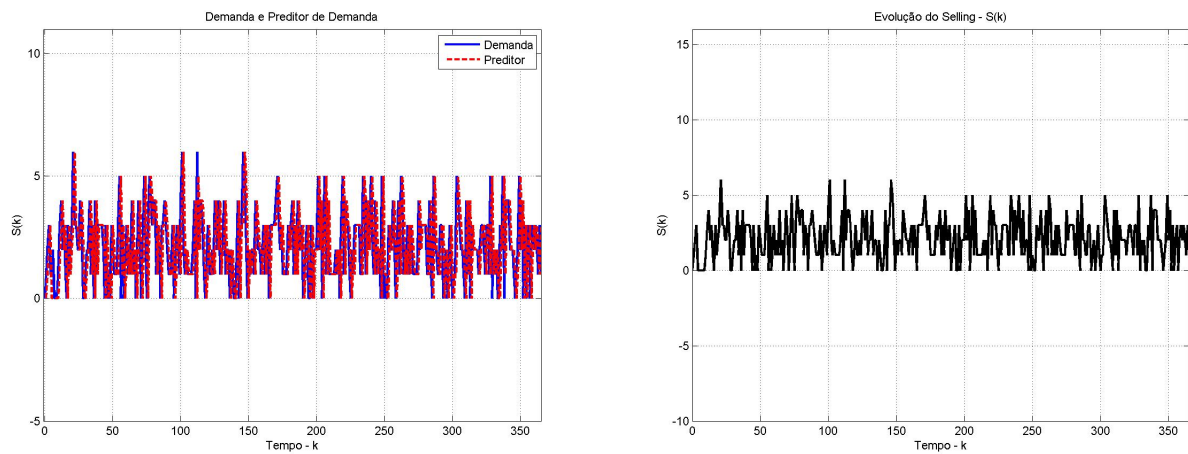 Demanda e Preditor de Demanda
Demanda
Preditor
10
5
0
-5
S(k)
0 50 100 150 200 250 300 350
Tempo - k
Evolução do Selling - S(k)
15
10
5
0
-5
-10
S(k)
0 50 100 150 200 250 300 350
Tempo - k